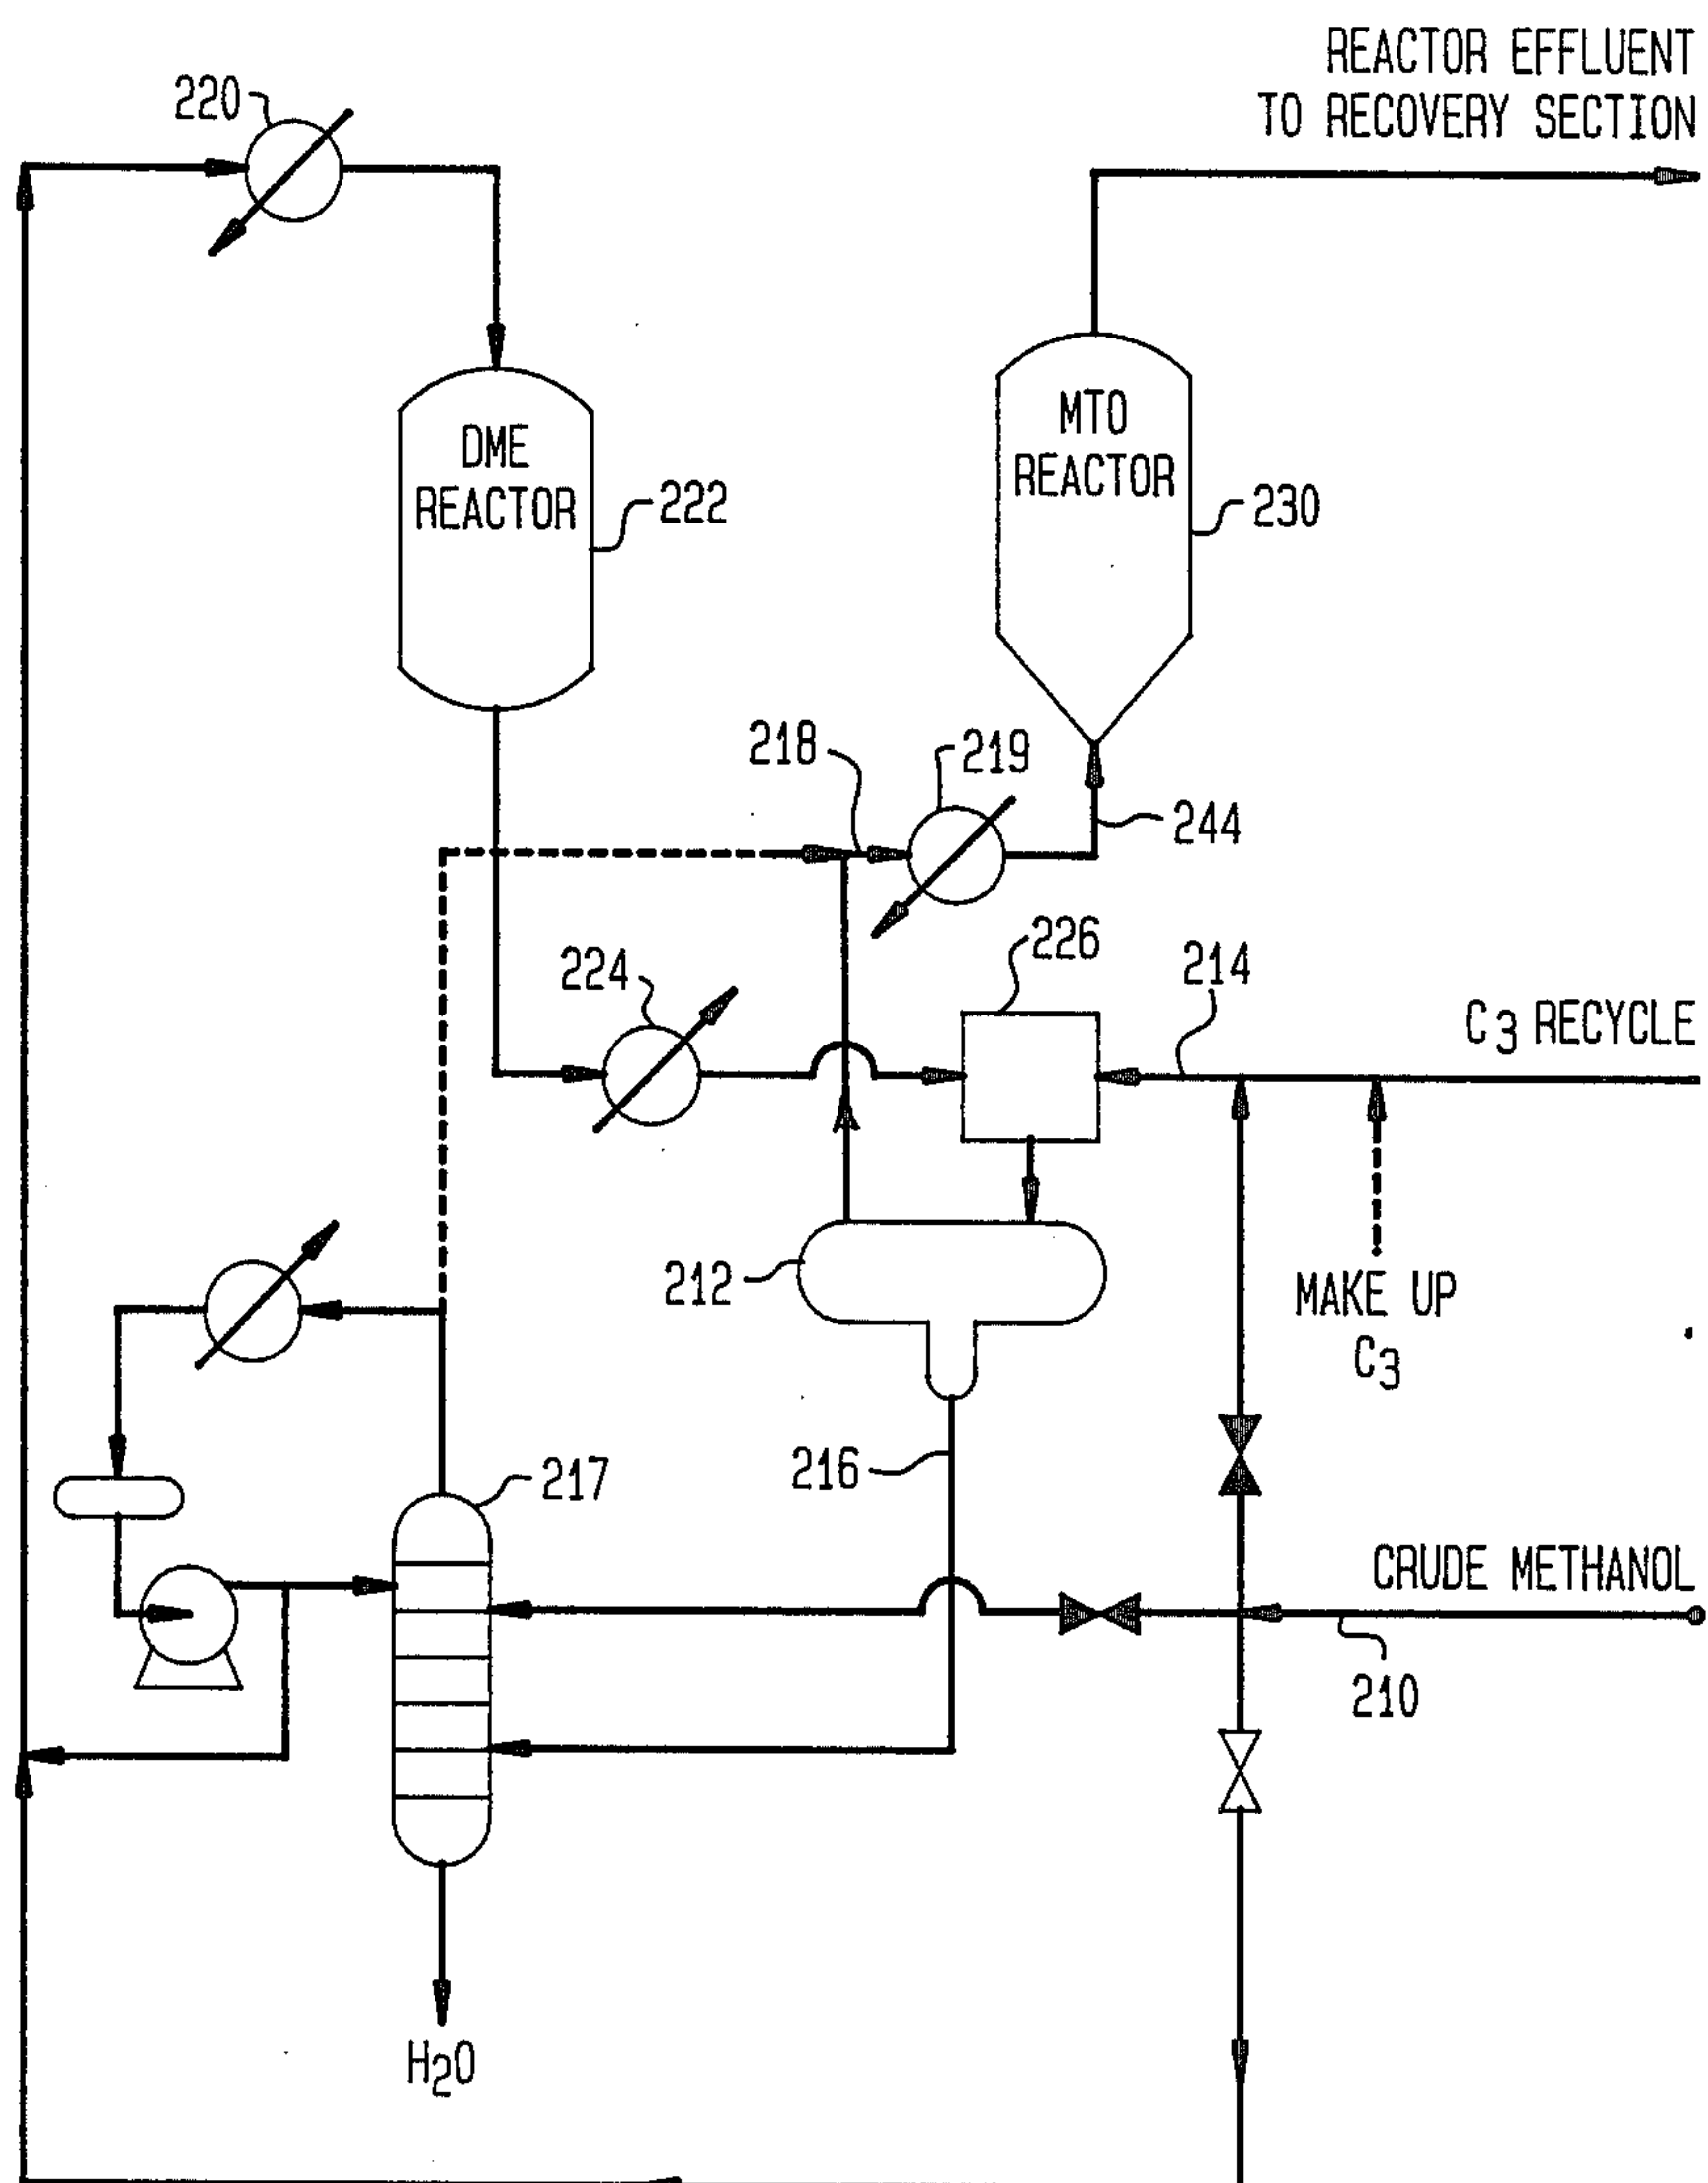 REACTOR EFFLUENT
TO RECOVERY SECTION
220
DME
REACTOR
222
MTO
REACTOR
230
218
219
244
224
226
214
C3 RECYCLE
212
MAKE UP
C3
216
217
CRUDE METHANOL
210
H2O